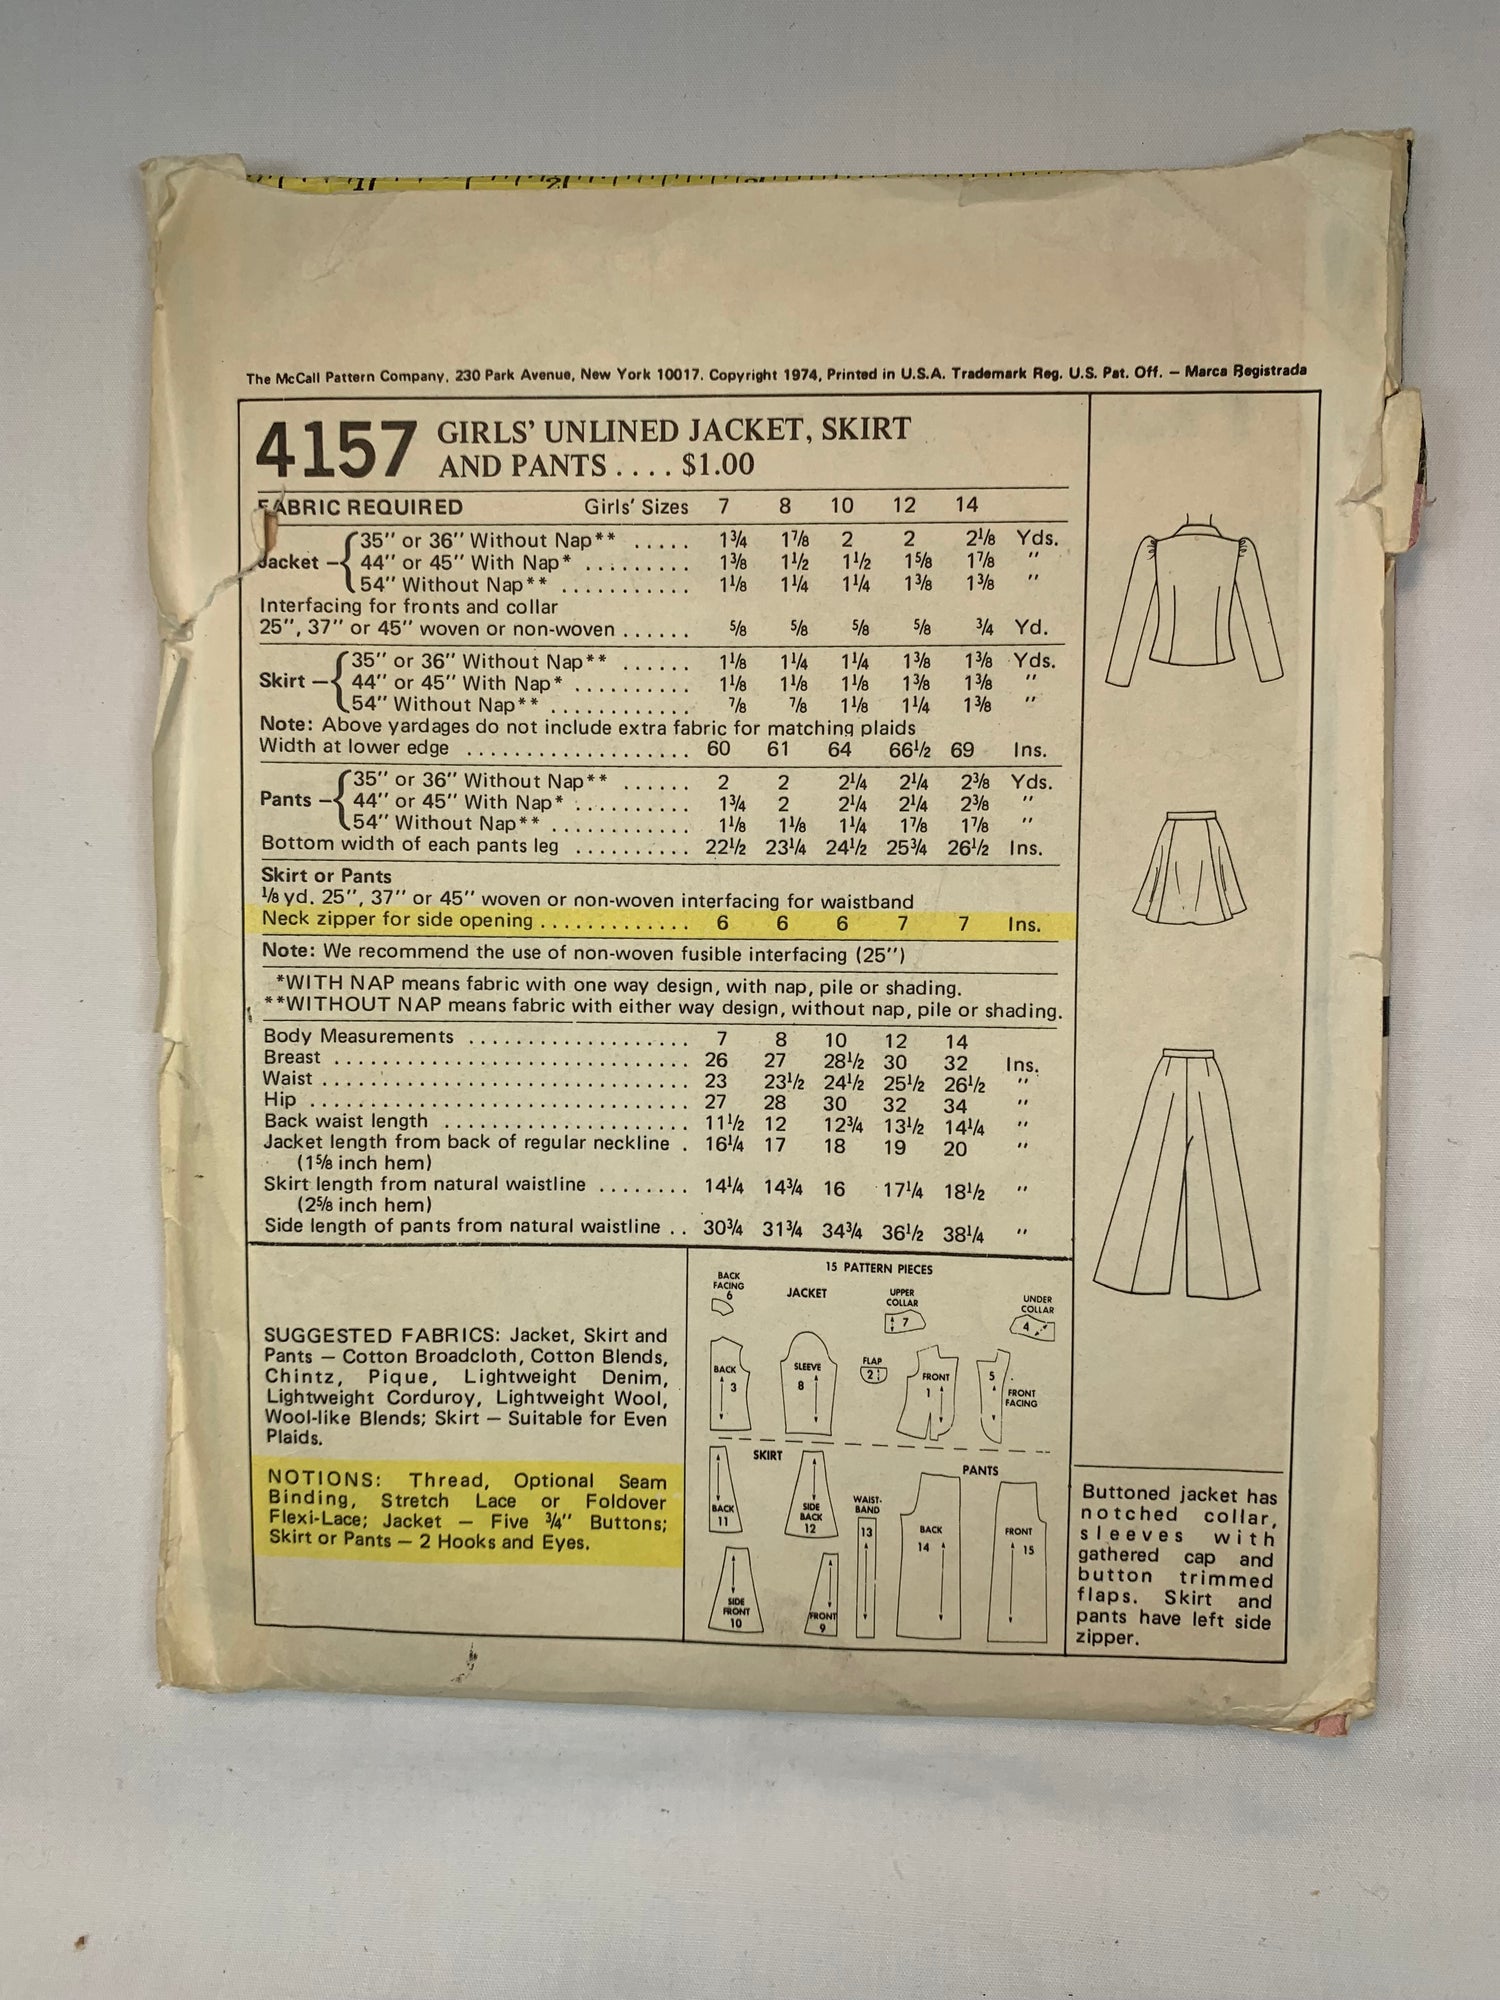 The McCall Pattern Company, 230 Park Avenue, New York 10017. Copyright 1974, Printed in U.S.A. Trademark Reg. U.S. Pat. Off. – Marca Registrada
4157 GIRLS’ UNLINED JACKET, SKIRT
AND PANTS . . . . $1.00
FABRIC REQUIRED Girls’ Sizes 7 8 10 12 14
Jacket –
35″ or 36″ Without Nap** . . . . . 1¾ 1⅞ 2 2 2⅛ Yds.
44″ or 45″ With Nap* . . . . . . . . . 1⅜ 1½ 1½ 1⅝ 1⅞ ″
54″ Without Nap** . . . . . . . . . . . 1⅛ 1¼ 1¼ 1⅜ 1⅜ ″
Interfacing for fronts and collar
25″, 37″ or 45″ woven or non-woven . . . . . . ⅝ ⅝ ⅝ ⅝ ¾ Yd.
Skirt –
35″ or 36″ Without Nap** . . . . . . 1⅛ 1¼ 1¼ 1⅜ 1⅜ Yds.
44″ or 45″ With Nap* . . . . . . . . . . 1⅛ 1⅛ 1⅛ 1⅜ 1⅜ ″
54″ Without Nap** . . . . . . . . . . . . ⅞ ⅞ 1⅛ 1¼ 1⅜ ″
Note: Above yardages do not include extra fabric for matching plaids
Width at lower edge . . . . . . . . . . . . . . . . . . . . 60 61 64 66½ 69 Ins.
Pants –
35″ or 36″ Without Nap** . . . . . . 2 2 2¼ 2¼ 2⅜ Yds.
44″ or 45″ With Nap* . . . . . . . . . . 1¾ 2 2¼ 2¼ 2⅜ ″
54″ Without Nap** . . . . . . . . . . . . 1⅛ 1⅛ 1¼ 1⅞ 1⅞ ″
Bottom width of each pants leg . . . . . . . . . . 22½ 23¼ 24½ 25¾ 26½ Ins.
Skirt or Pants
⅛ yd. 25″, 37″ or 45″ woven or non-woven interfacing for waistband
Neck zipper for side opening . . . . . . . . . . . . . 6 6 6 7 7 Ins.
Note: We recommend the use of non-woven fusible interfacing (25″)
*WITH NAP means fabric with one way design, with nap, pile or shading.
**WITHOUT NAP means fabric with either way design, without nap, pile or shading.
Body Measurements . . . . . . . . . . . . . . . . . . . 7 8 10 12 14
Breast . . . . . . . . . . . . . . . . . . . . . . . . . . . . . . 26 27 28½ 30 32 Ins.
Waist . . . . . . . . . . . . . . . . . . . . . . . . . . . . . . . 23 23½ 24½ 25½ 26½ ″
Hip . . . . . . . . . . . . . . . . . . . . . . . . . . . . . . . . 27 28 30 32 34 ″
Back waist length . . . . . . . . . . . . . . . . . . . . . 11½ 12 12¾ 13½ 14¼ ″
Jacket length from back of regular neckline . 16¼ 17 18 19 20 ″
(1⅝ inch hem)
Skirt length from natural waistline . . . . . . . . 14¼ 14¾ 16 17¼ 18½ ″
(2⅝ inch hem)
Side length of pants from natural waistline . . 30¾ 31¾ 34¾ 36½ 38¼ ″
SUGGESTED FABRICS: Jacket, Skirt and
Pants – Cotton Broadcloth, Cotton Blends,
Chintz, Pique, Lightweight Denim,
Lightweight Corduroy, Lightweight Wool,
Wool-like Blends; Skirt – Suitable for Even
Plaids.
NOTIONS: Thread, Optional Seam
Binding, Stretch Lace or Foldover
Flexi-Lace; Jacket – Five ¾″ Buttons;
Skirt or Pants – 2 Hooks and Eyes.
15 PATTERN PIECES
BACK
FACING
6
JACKET
UPPER
COLLAR
7
UNDER
COLLAR
4
BACK
3
SLEEVE
8
FLAP
2
FRONT
1
5
FRONT
FACING
SKIRT
PANTS
BACK
11
SIDE
BACK
12
WAIST-
BAND
13
BACK
14
FRONT
15
SIDE
FRONT
10
FRONT
9
Buttoned jacket has
notched collar,
sleeves with
gathered cap and
button trimmed
flaps. Skirt and
pants have left side
zipper.
1
2